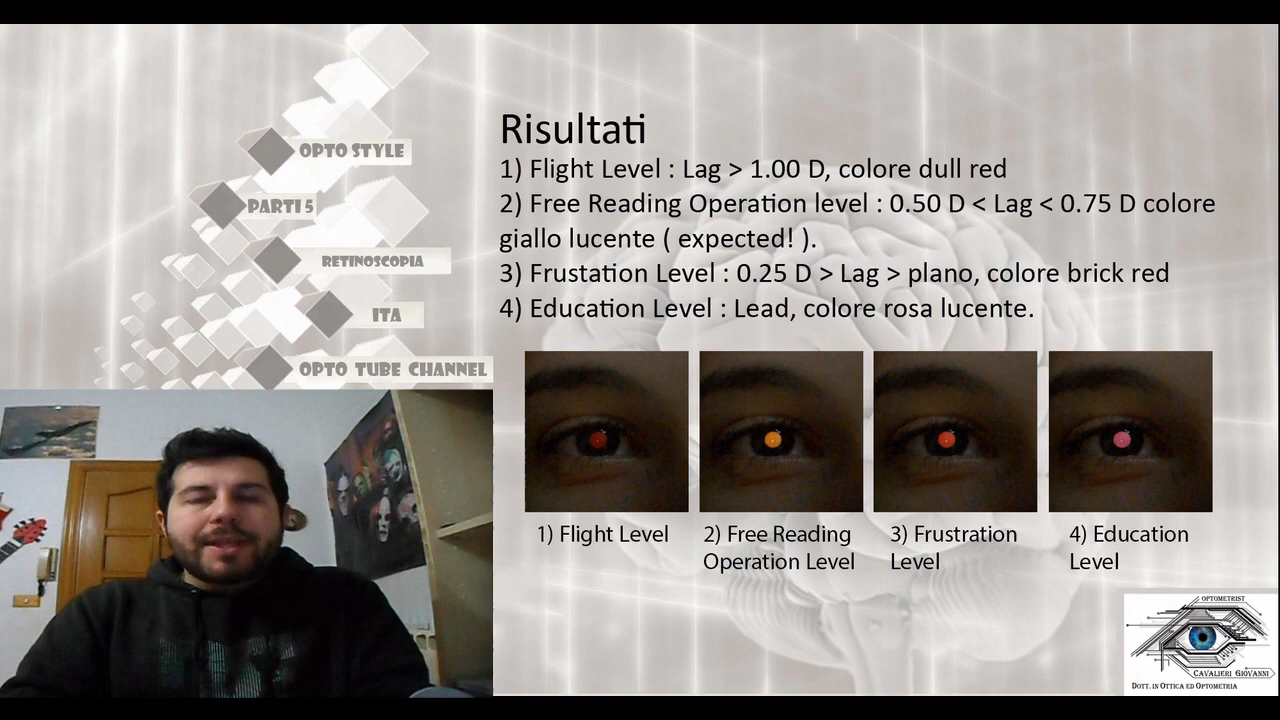 OPTO STYLE
PARTI 5
RETINOSCOPIA
ITA
OPTO TUBE CHANNEL
Risultati
1) Flight Level : Lag > 1.00 D, colore dull red
2) Free Reading Operation level : 0.50 D < Lag < 0.75 D colore
giallo lucente ( expected! ).
3) Frustation Level : 0.25 D > Lag > plano, colore brick red
4) Education Level : Lead, colore rosa lucente.
1) Flight Level
2) Free Reading
Operation Level
3) Frustration
Level
4) Education
Level
OPTOMETRIST
CAVALIERI GIOVANNI
DOTT. IN OTTICA ED OPTOMETRIA